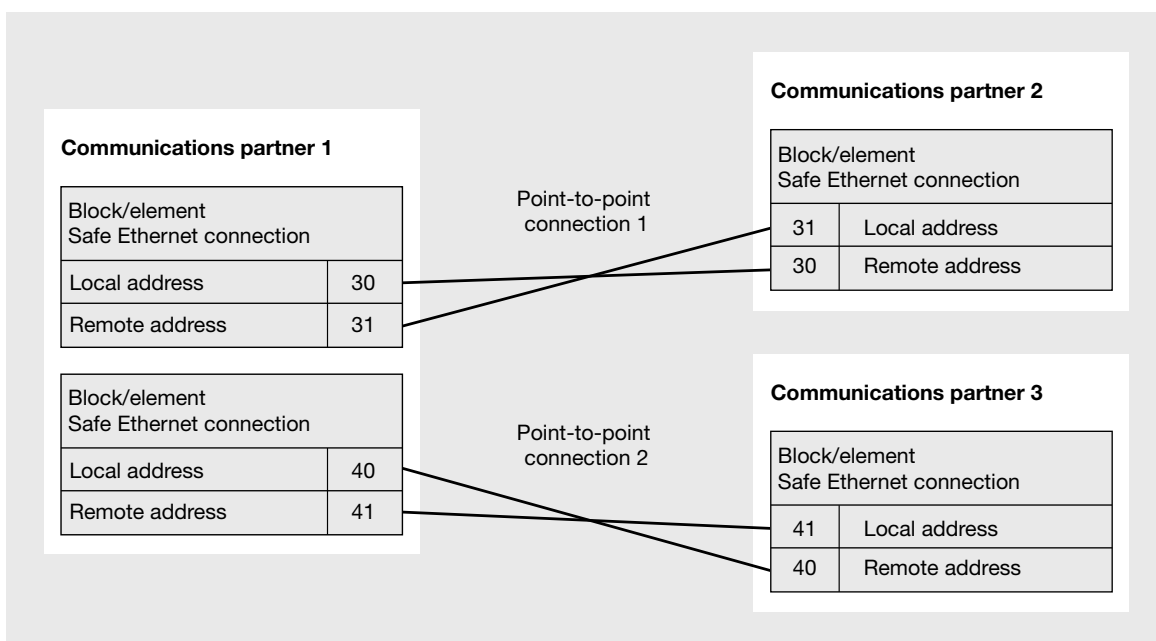 Communications partner 1
Block/element
Safe Ethernet connection
Local address 30
Remote address 31
Block/element
Safe Ethernet connection
Local address 40
Remote address 41
Point-to-point
connection 1
Point-to-point
connection 2
Communications partner 2
Block/element
Safe Ethernet connection
31 Local address
30 Remote address
Communications partner 3
Block/element
Safe Ethernet connection
41 Local address
40 Remote address